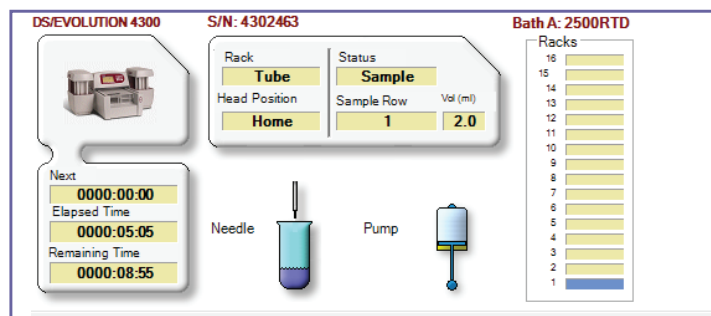 DS/EVOLUTION 4300
S/N: 4302463
Bath A: 2500RTD
Rack
Status
Tube
Sample
Head Position
Sample Row
Vol (ml)
Home
1
2.0
Next
0000:00:00
Elapsed Time
0000:05:05
Remaining Time
0000:08:55
Needle
Pump
Racks
16
15
14
13
12
11
10
9
8
7
6
5
4
3
2
1